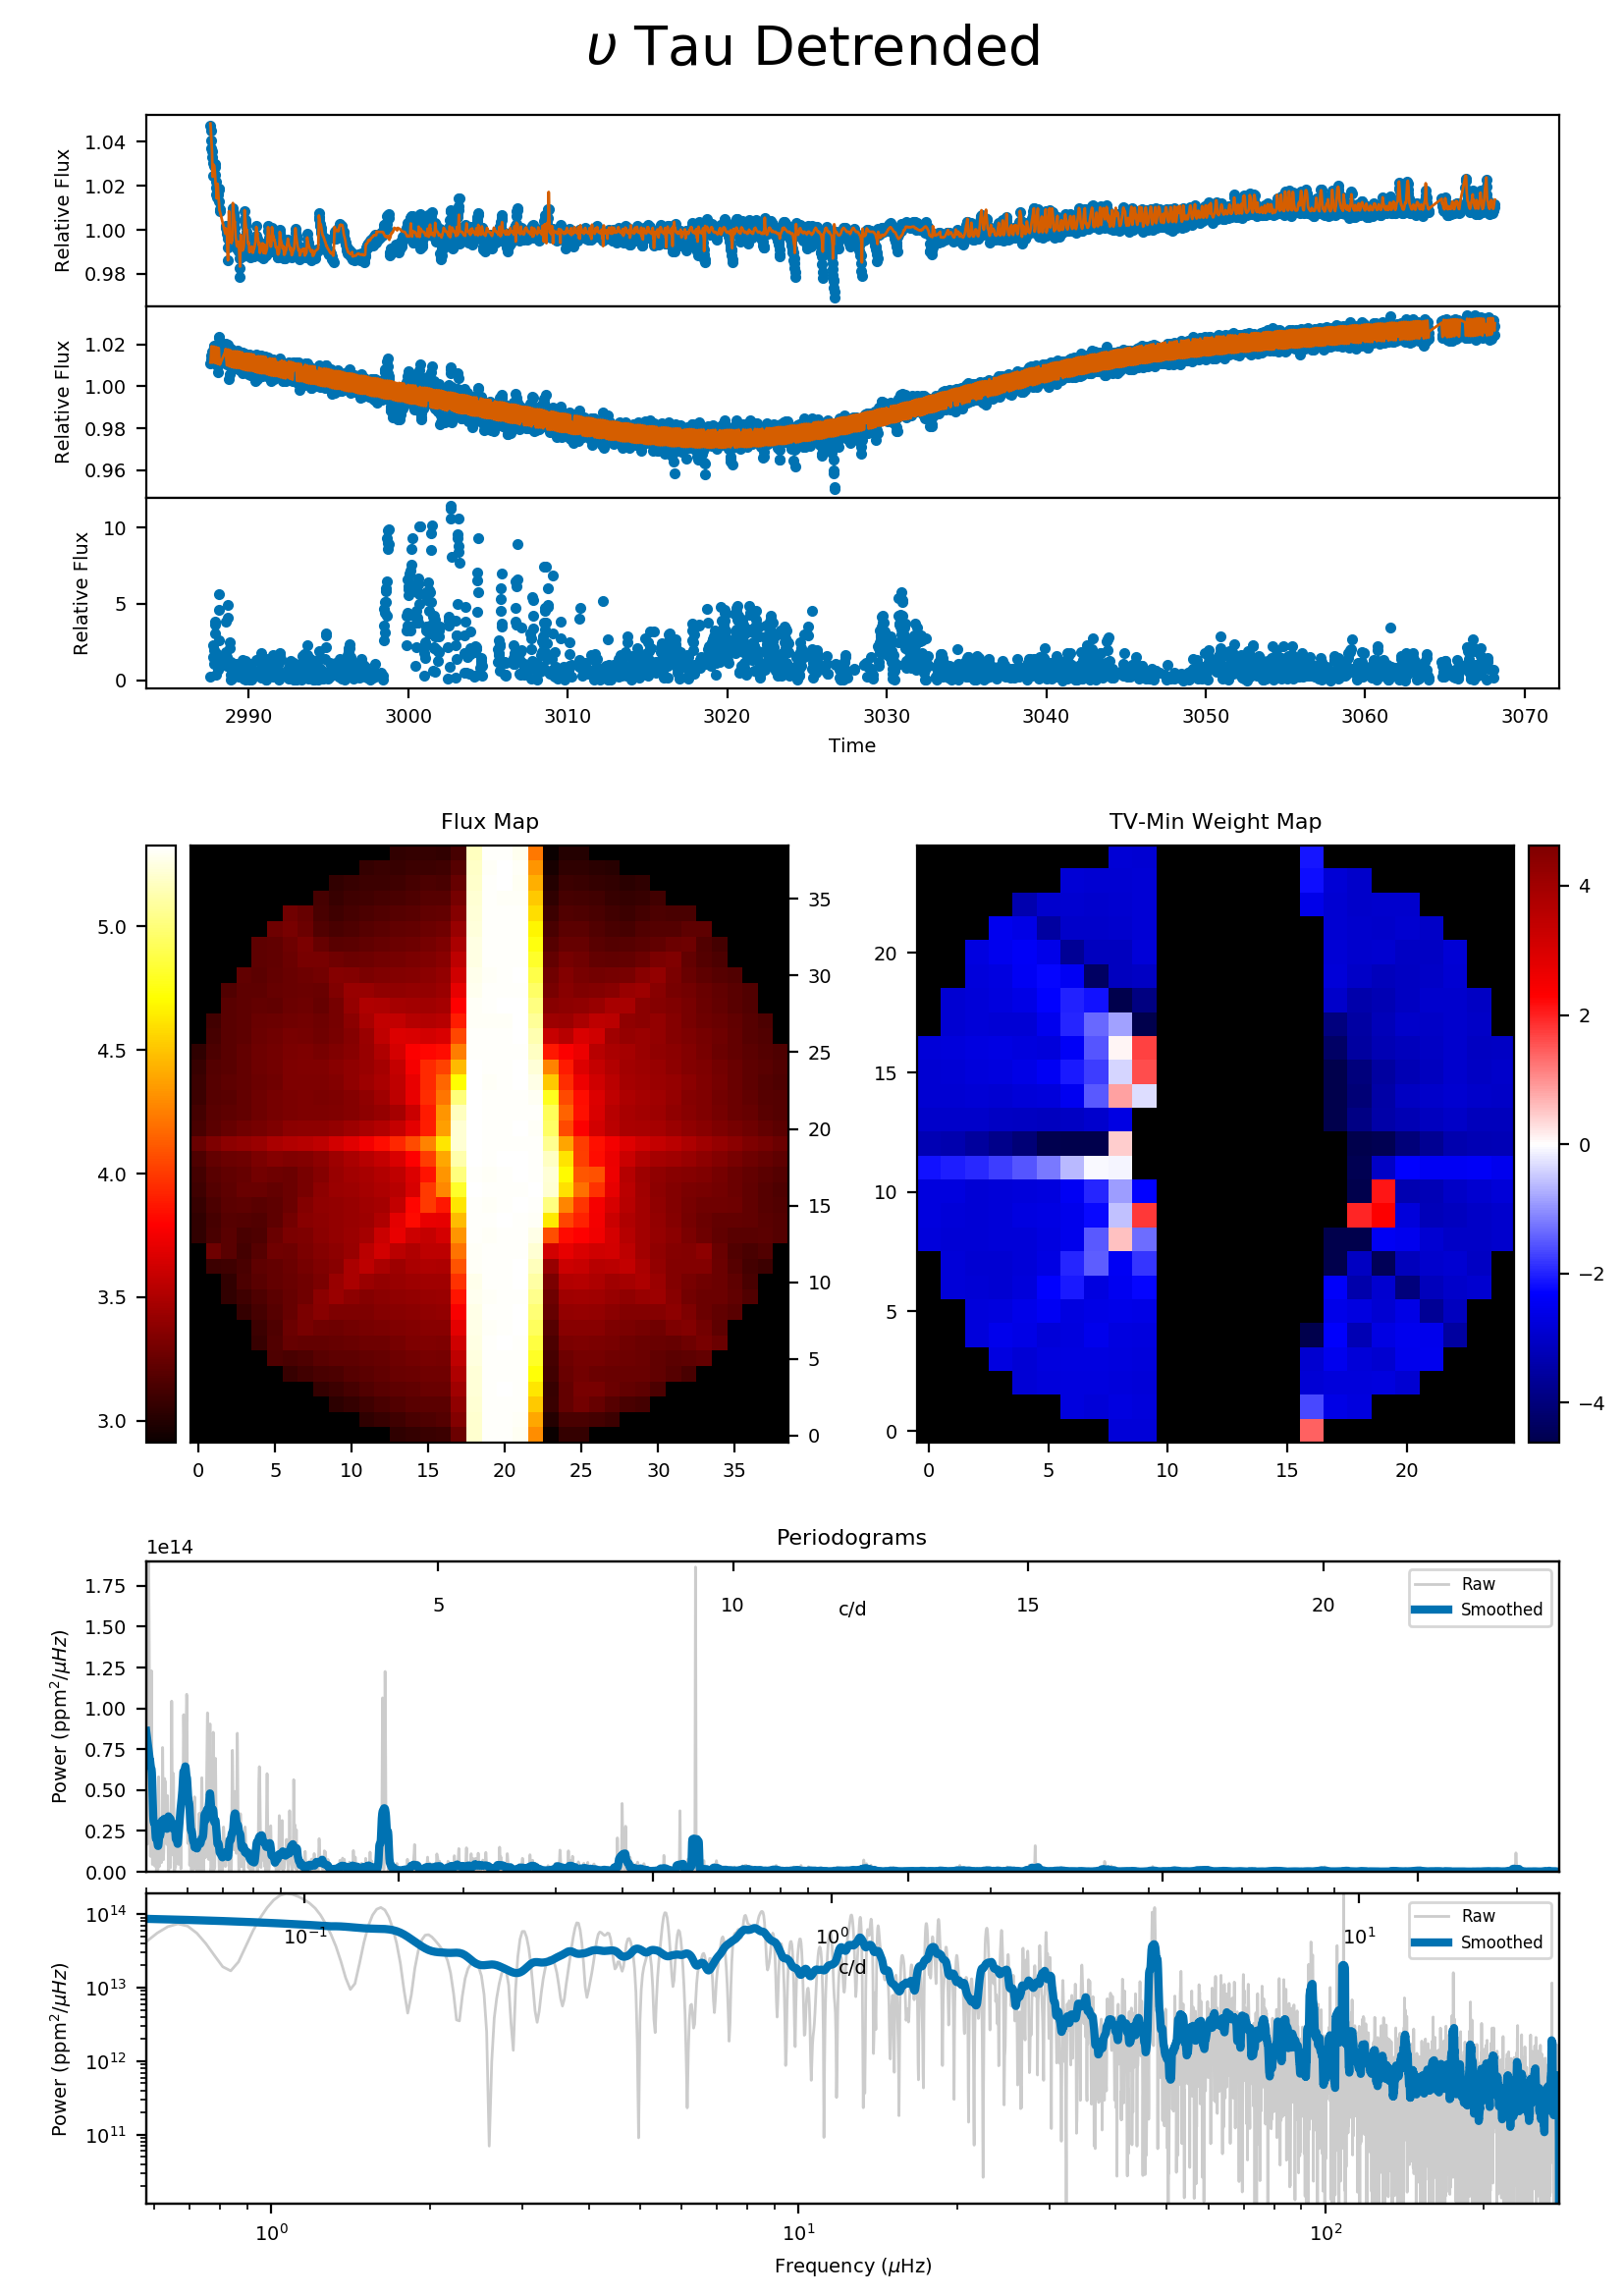 υ Tau Detrended
Relative Flux
1.04
1.02
1.00
0.98
Relative Flux
1.02
1.00
0.98
0.96
Relative Flux
10
5
0
2990 3000 3010 3020 3030 3040 3050 3060 3070
Time
Flux Map
5.0
4.5
4.0
3.5
3.0
35
30
25
20
15
10
5
0
0 5 10 15 20 25 30 35
TV-Min Weight Map
20
15
10
5
0
0 5 10 15 20
4
2
0
−2
−4
Periodograms
1e14
Power (ppm²/μHz)
1.75
1.50
1.25
1.00
0.75
0.50
0.25
0.00
5 10 15 20
c/d
Raw
Smoothed
Power (ppm²/μHz)
10¹⁴
10¹³
10¹²
10¹¹
10⁻¹ 10⁰ 10¹
c/d
Raw
Smoothed
10⁰ 10¹ 10²
Frequency (μHz)